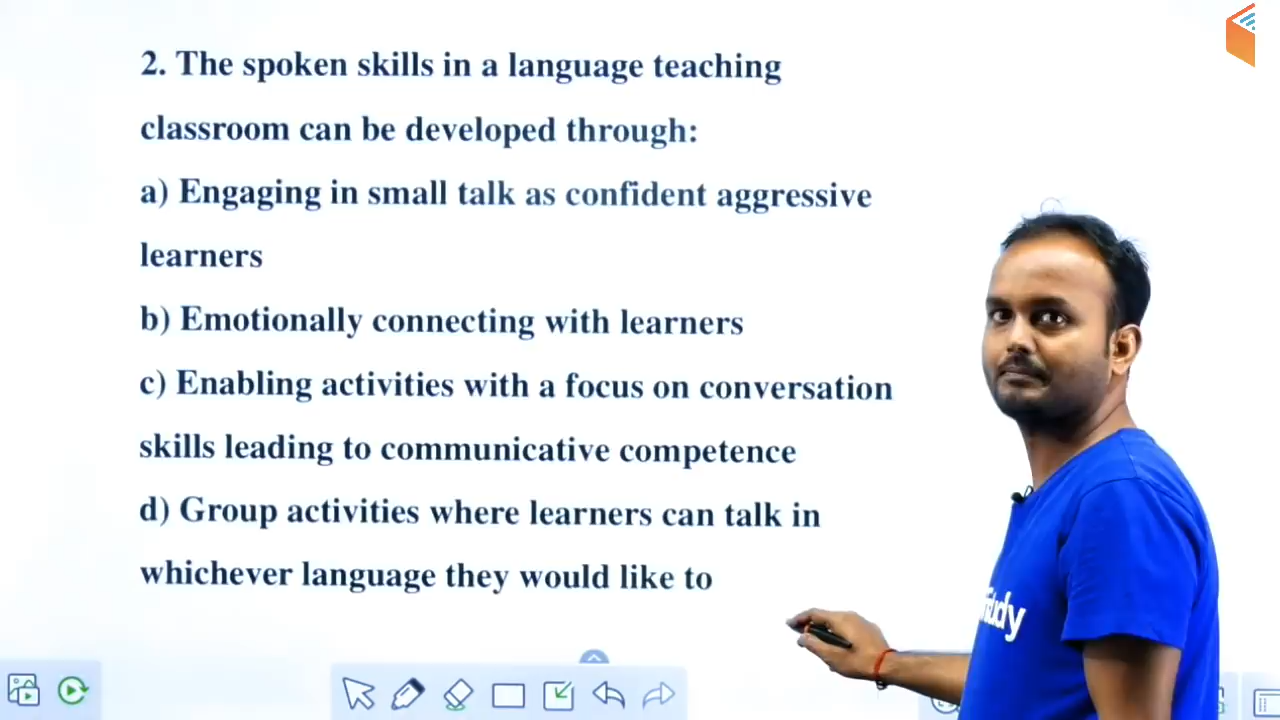 2. The spoken skills in a language teaching
classroom can be developed through:
a) Engaging in small talk as confident aggressive
learners
b) Emotionally connecting with learners
c) Enabling activities with a focus on conversation
skills leading to communicative competence
d) Group activities where learners can talk in
whichever language they would like to